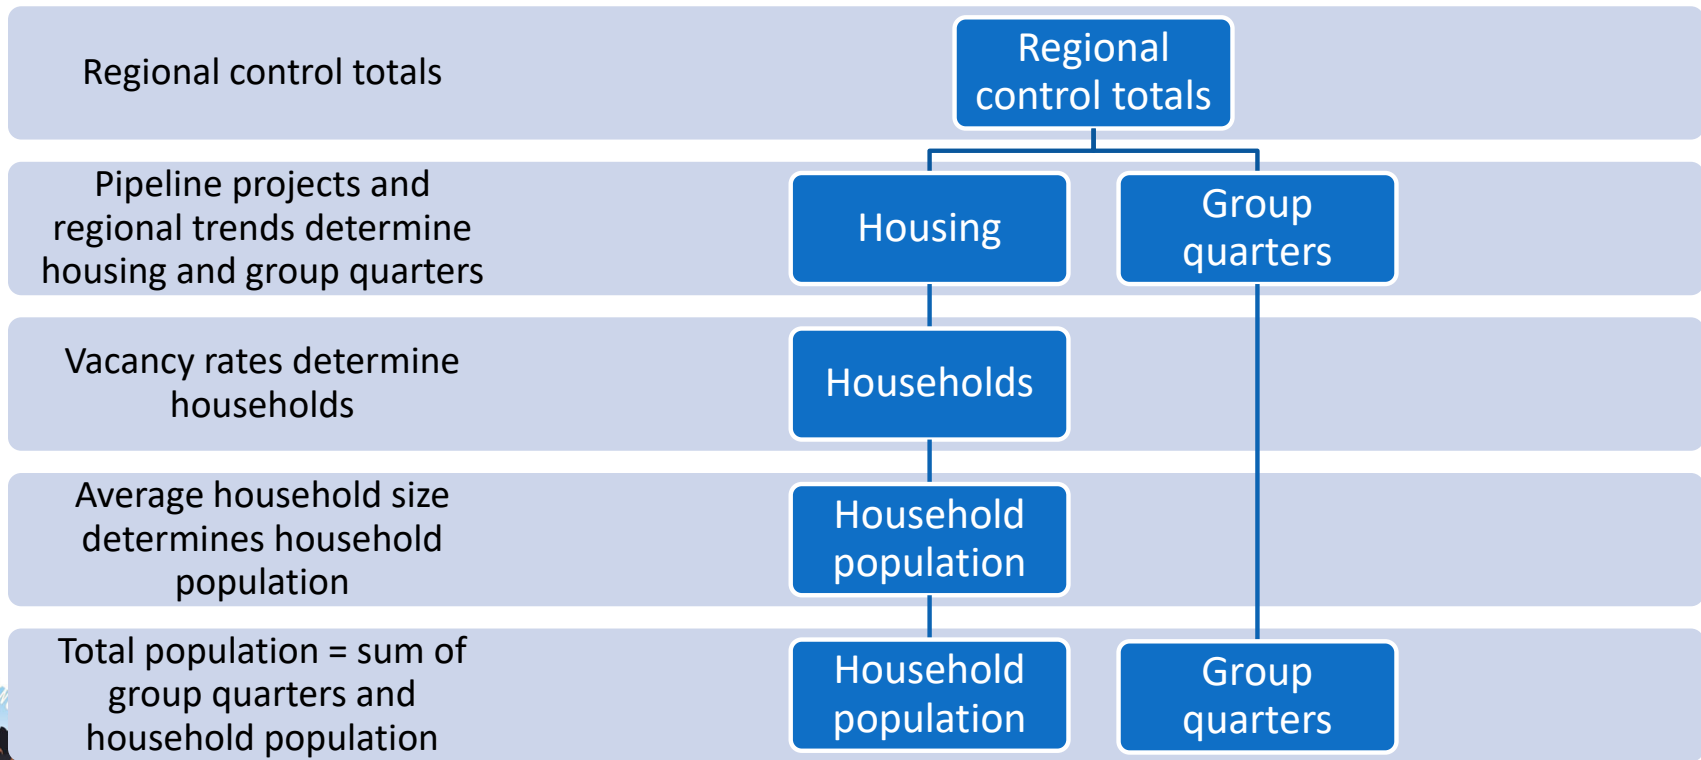 Regional control totals
Regional
control totals
Pipeline projects and
regional trends determine
housing and group quarters
Housing
Group
quarters
Vacancy rates determine
households
Households
Average household size
determines household
population
Household
population
Total population = sum of
group quarters and
household population
Household
population
Group
quarters